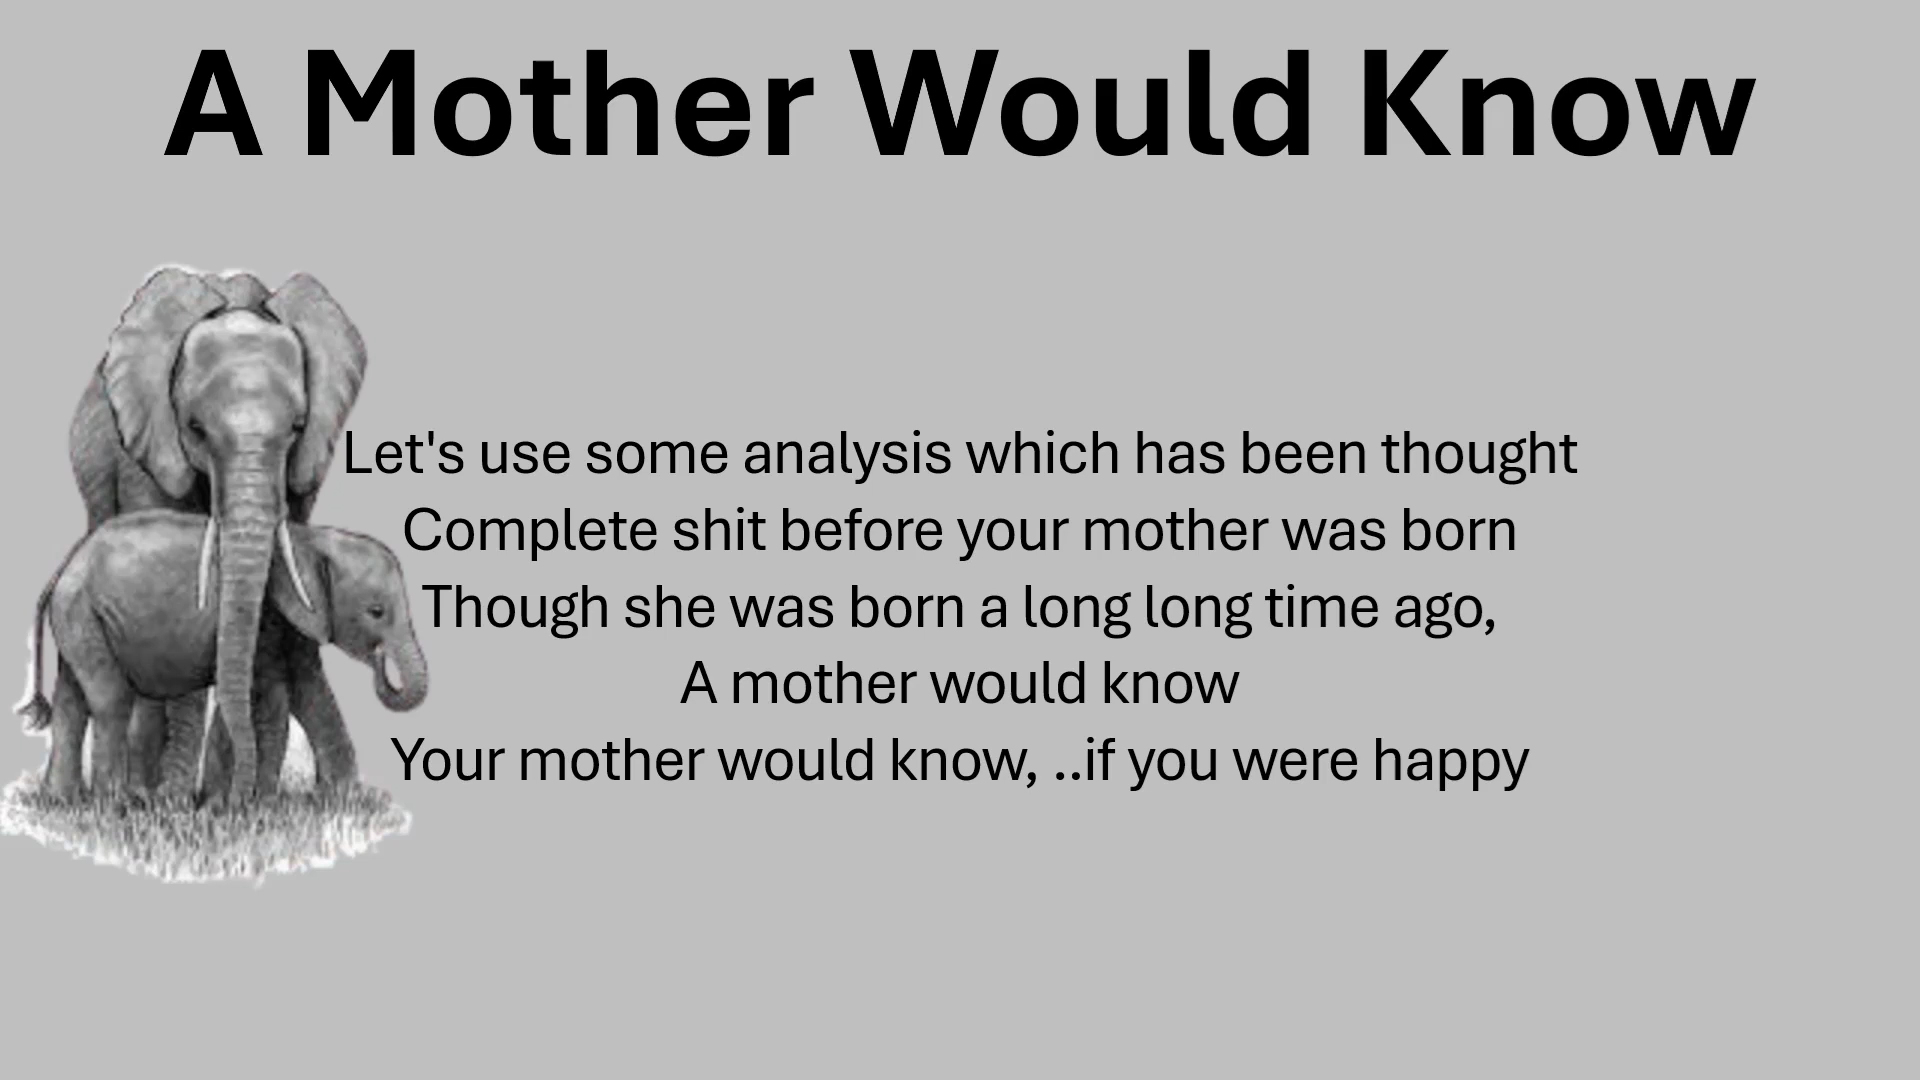 A Mother Would Know
Let's use some analysis which has been thought
Complete shit before your mother was born
Though she was born a long long time ago,
A mother would know
Your mother would know, ..if you were happy